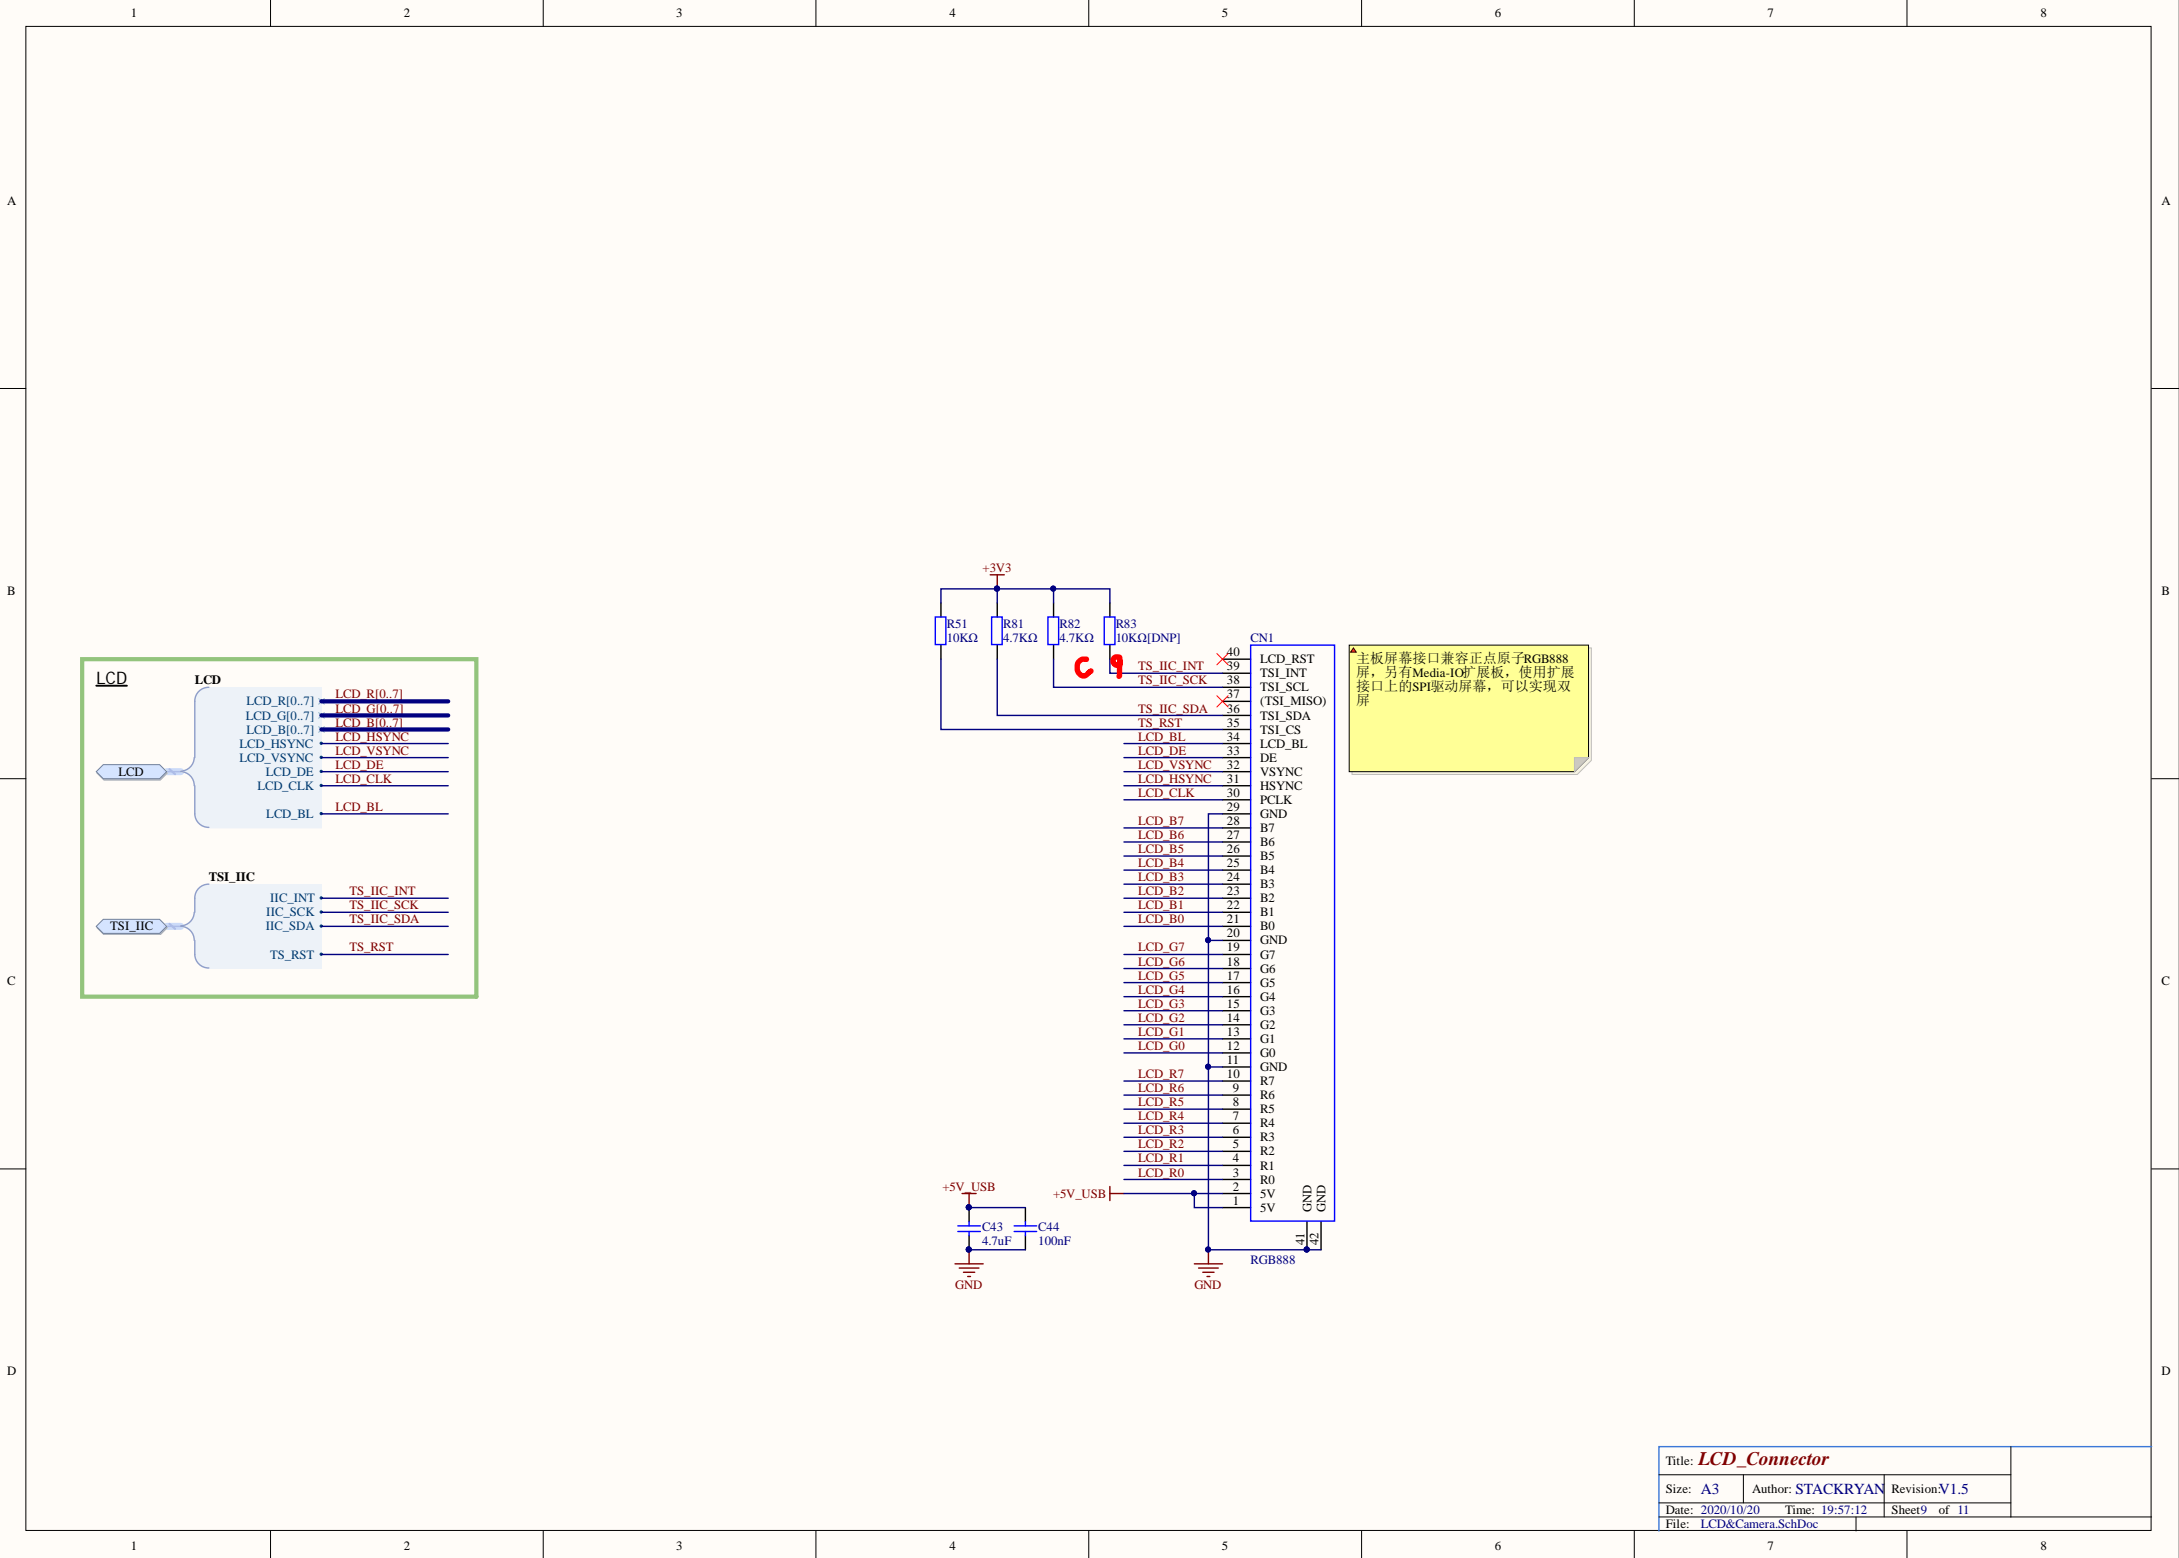 1 2 3 4 5 6 7 8
A A
B B
C C
D D
1 2 3 4 5 6 7 8
LCD
LCD
LCD
LCD_R[0..7] LCD_R[0..7]
LCD_G[0..7] LCD_G[0..7]
LCD_B[0..7] LCD_B[0..7]
LCD_HSYNC LCD_HSYNC
LCD_VSYNC LCD_VSYNC
LCD_DE LCD_DE
LCD_CLK LCD_CLK
LCD_BL LCD_BL
TSI_IIC
TSI_IIC
IIC_INT TS_IIC_INT
IIC_SCK TS_IIC_SCK
IIC_SDA TS_IIC_SDA
TS_RST TS_RST
+3V3
R51 R81 R82 R83
10KΩ 4.7KΩ 4.7KΩ 10KΩ[DNP]
C 9
CN1
40 LCD_RST
TS_IIC_INT 39 TSI_INT
TS_IIC_SCK 38 TSI_SCL
37 (TSI_MISO)
TS_IIC_SDA 36 TSI_SDA
TS_RST 35 TSI_CS
LCD_BL 34 LCD_BL
LCD_DE 33 DE
LCD_VSYNC 32 VSYNC
LCD_HSYNC 31 HSYNC
LCD_CLK 30 PCLK
29 GND
LCD_B7 28 B7
LCD_B6 27 B6
LCD_B5 26 B5
LCD_B4 25 B4
LCD_B3 24 B3
LCD_B2 23 B2
LCD_B1 22 B1
LCD_B0 21 B0
20 GND
LCD_G7 19 G7
LCD_G6 18 G6
LCD_G5 17 G5
LCD_G4 16 G4
LCD_G3 15 G3
LCD_G2 14 G2
LCD_G1 13 G1
LCD_G0 12 G0
11 GND
LCD_R7 10 R7
LCD_R6 9 R6
LCD_R5 8 R5
LCD_R4 7 R4
LCD_R3 6 R3
LCD_R2 5 R2
LCD_R1 4 R1
LCD_R0 3 R0
+5V_USB 2 5V
1 5V
GND GND
41 42
RGB888
GND
+5V_USB
C43 C44
4.7uF 100nF
GND
主板屏幕接口兼容正点原子RGB888
屏，另有Media-IO扩展板，使用扩展
接口上的SPI驱动屏幕，可以实现双
屏
Title: LCD_Connector
Size: A3 Author: STACKRYAN Revision:V1.5
Date: 2020/10/20 Time: 19:57:12 Sheet9 of 11
File: LCD&Camera.SchDoc